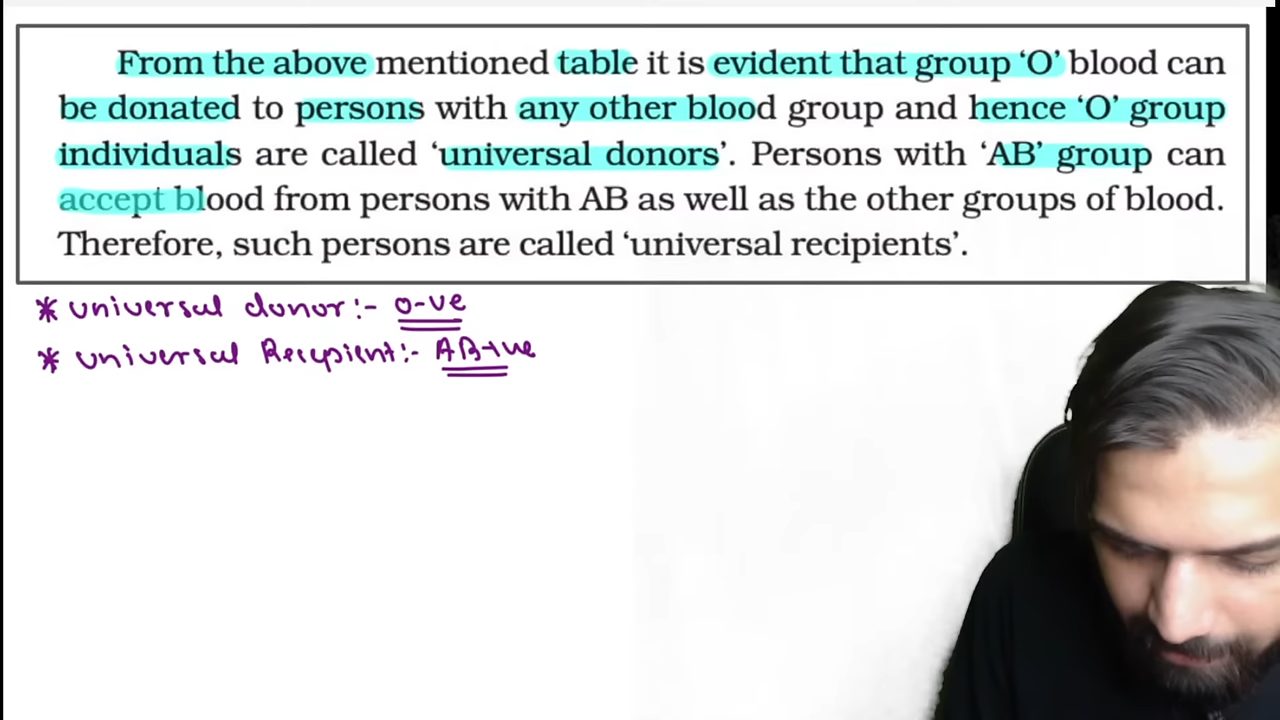 From the above mentioned table it is evident that group ‘O’ blood can
be donated to persons with any other blood group and hence ‘O’ group
individuals are called ‘universal donors’. Persons with ‘AB’ group can
accept blood from persons with AB as well as the other groups of blood.
Therefore, such persons are called ‘universal recipients’.
* universal donor:- O-ve
* universal Recipient:- AB+ve